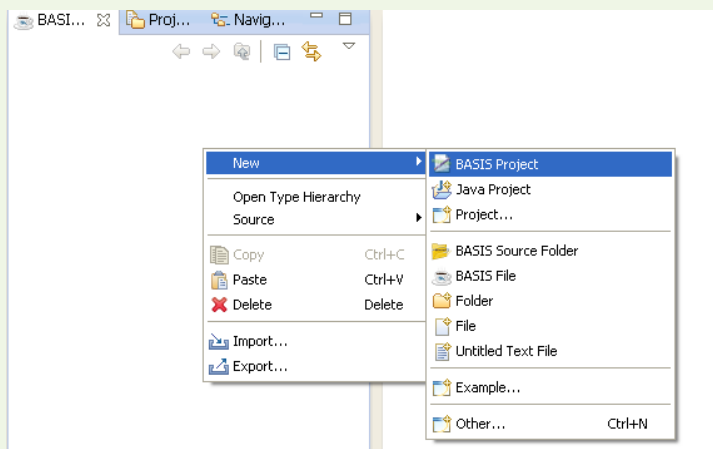 BASI... Proj... Navig...
New
Open Type Hierarchy
Source
Copy Ctrl+C
Paste Ctrl+V
Delete Delete
Import...
Export...
BASIS Project
Java Project
Project...
BASIS Source Folder
BASIS File
Folder
File
Untitled Text File
Example...
Other... Ctrl+N